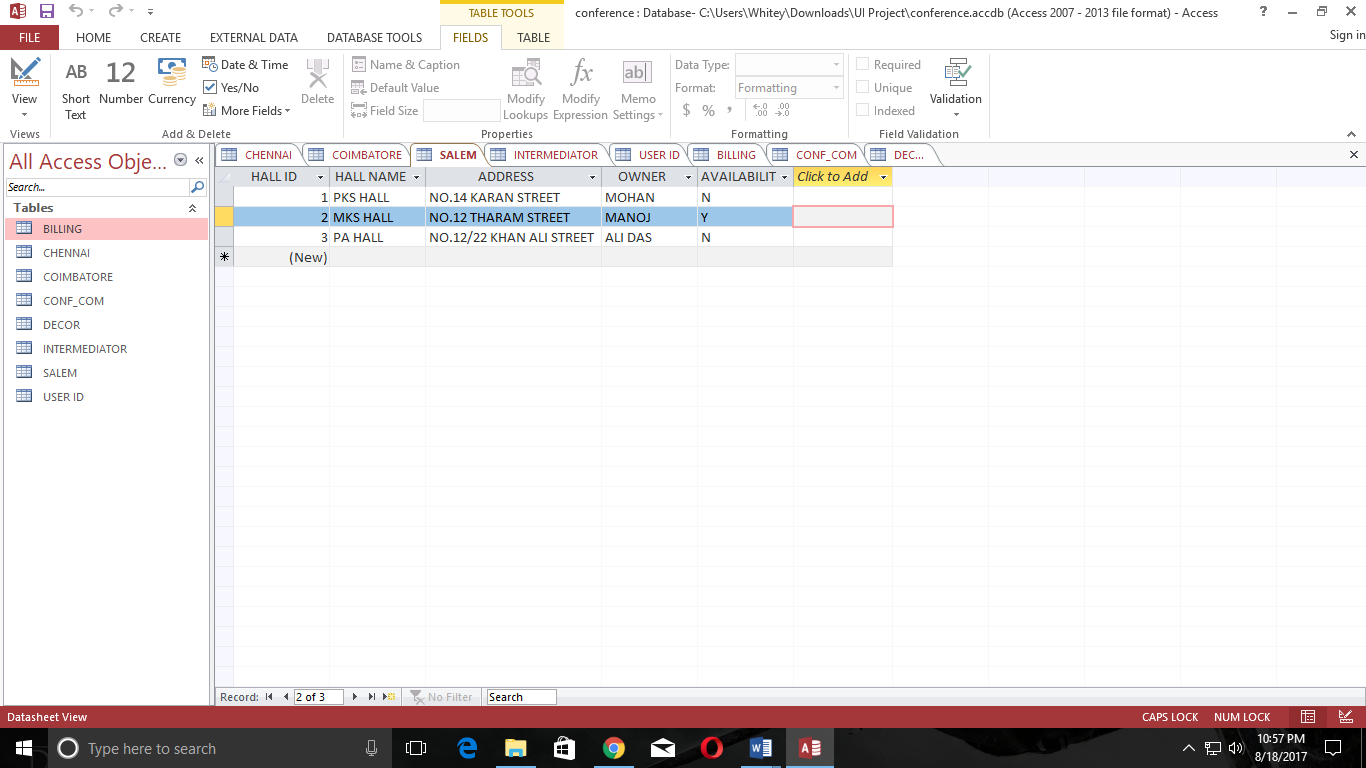 TABLE TOOLS
conference : Database- C:\Users\Whitey\Downloads\UI Project\conference.accdb (Access 2007 - 2013 file format) - Access
FILE HOME CREATE EXTERNAL DATA DATABASE TOOLS FIELDS TABLE Sign in
View
Views
AB Short Text
12 Number
Currency
Date & Time
Yes/No
More Fields
Delete
Add & Delete
Name & Caption
Default Value
Field Size
Modify Lookups
fx Modify Expression
ab Memo Settings
Properties
Data Type:
Format: Formatting
$ % , .00 .00
Formatting
Required
Unique
Indexed
Validation
Field Validation
All Access Obje... «
Search...
Tables
BILLING
CHENNAI
COIMBATORE
CONF_COM
DECOR
INTERMEDIATOR
SALEM
USER ID
CHENNAI COIMBATORE SALEM INTERMEDIATOR USER ID BILLING CONF_COM DEC...
HALL ID HALL NAME ADDRESS OWNER AVAILABILIT Click to Add
1 PKS HALL NO.14 KARAN STREET MOHAN N
2 MKS HALL NO.12 THARAM STREET MANOJ Y
3 PA HALL NO.12/22 KHAN ALI STREET ALI DAS N
(New)
Record: 2 of 3 No Filter Search
Datasheet View CAPS LOCK NUM LOCK
Type here to search
10:57 PM
8/18/2017